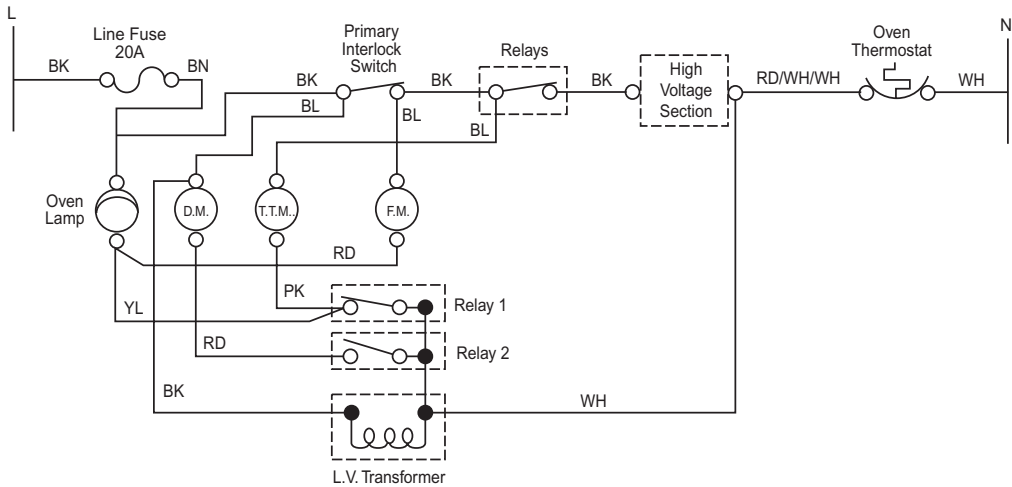 L
Line Fuse
20A
BK
BN
Primary
Interlock
Switch
BK
BL
BK
BL
Relays
BL
BK
High
Voltage
Section
RD/WH/WH
Oven
Thermostat
WH
N
Oven
Lamp
D.M.
T.T.M..
F.M.
RD
YL
PK
Relay 1
RD
Relay 2
BK
WH
L.V. Transformer